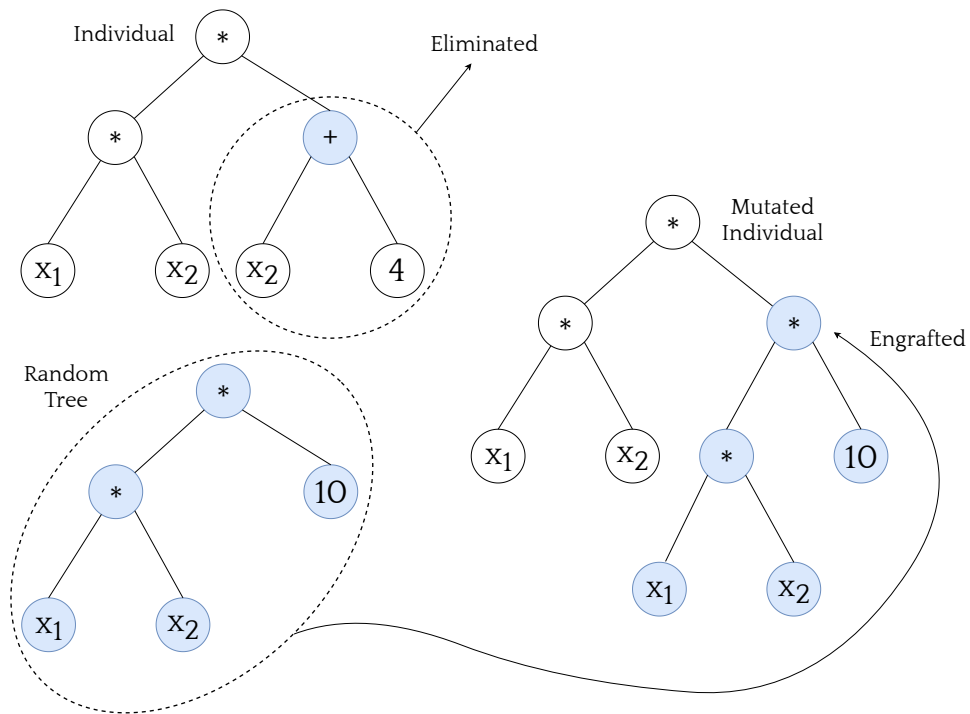 Individual
*
Eliminated
*
+
x₁
x₂
x₂
4
Mutated
Individual
*
*
*
Engrafted
x₁
x₂
*
10
x₁
x₂
Random
Tree
*
*
10
x₁
x₂